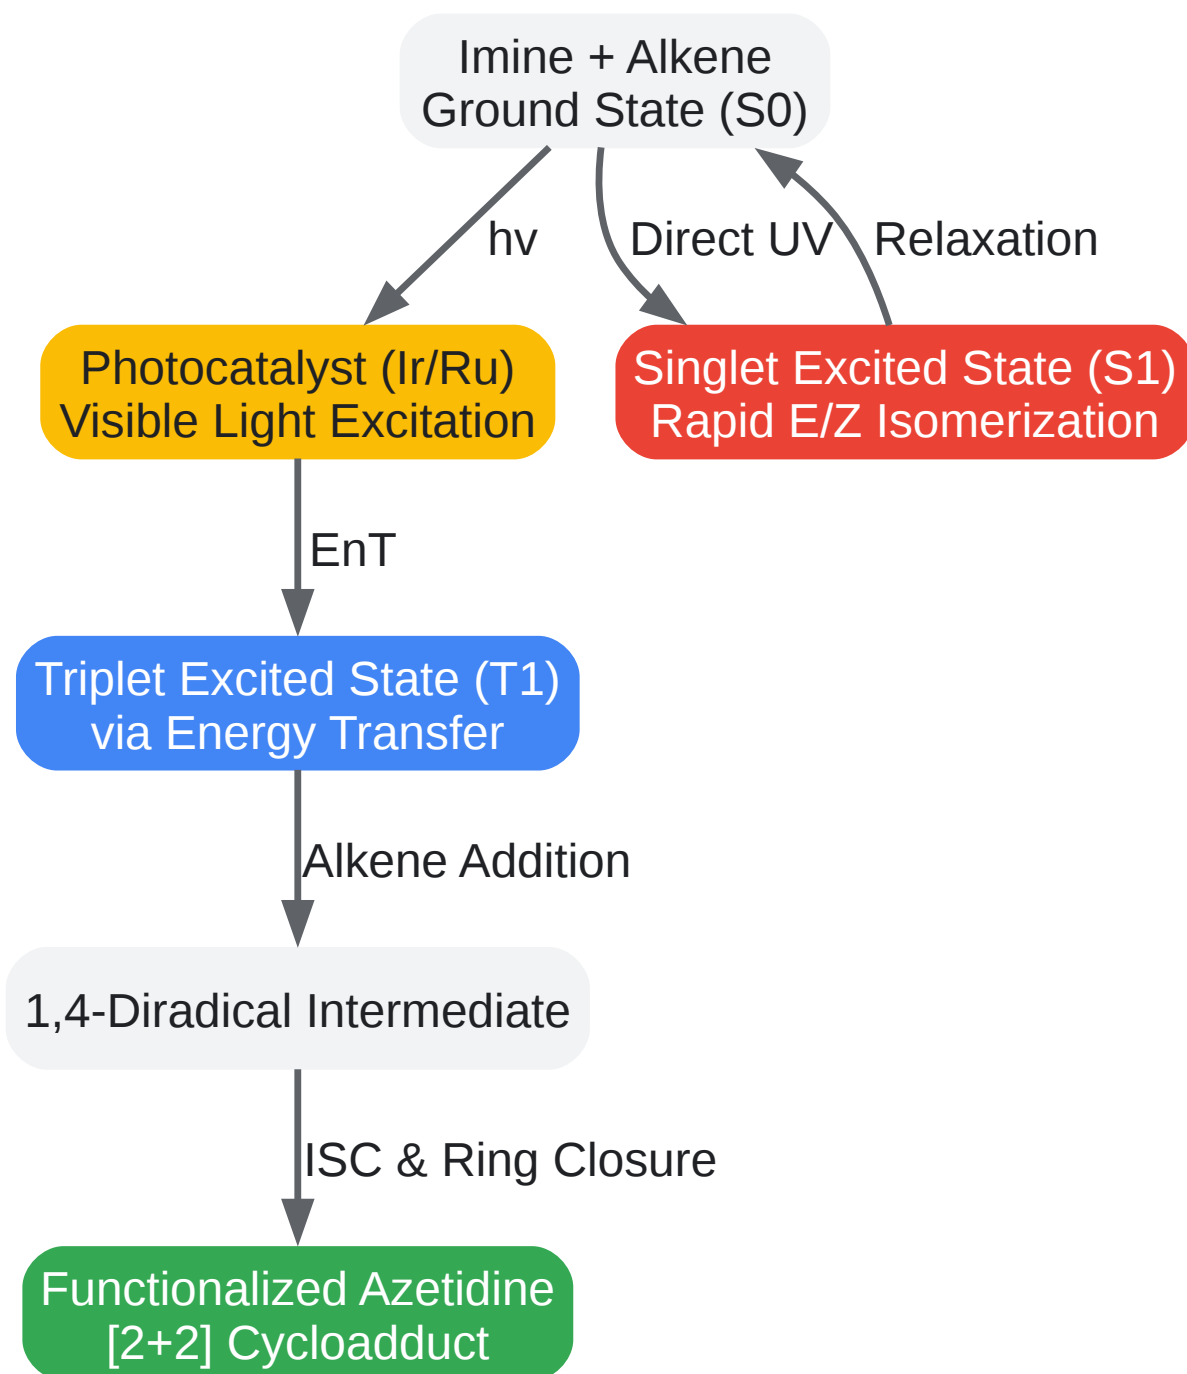 Imine + Alkene
Ground State (S0)
hv
Direct UV
Relaxation
Photocatalyst (Ir/Ru)
Visible Light Excitation
Singlet Excited State (S1)
Rapid E/Z Isomerization
EnT
Triplet Excited State (T1)
via Energy Transfer
Alkene Addition
1,4-Diradical Intermediate
ISC & Ring Closure
Functionalized Azetidine
[2+2] Cycloadduct